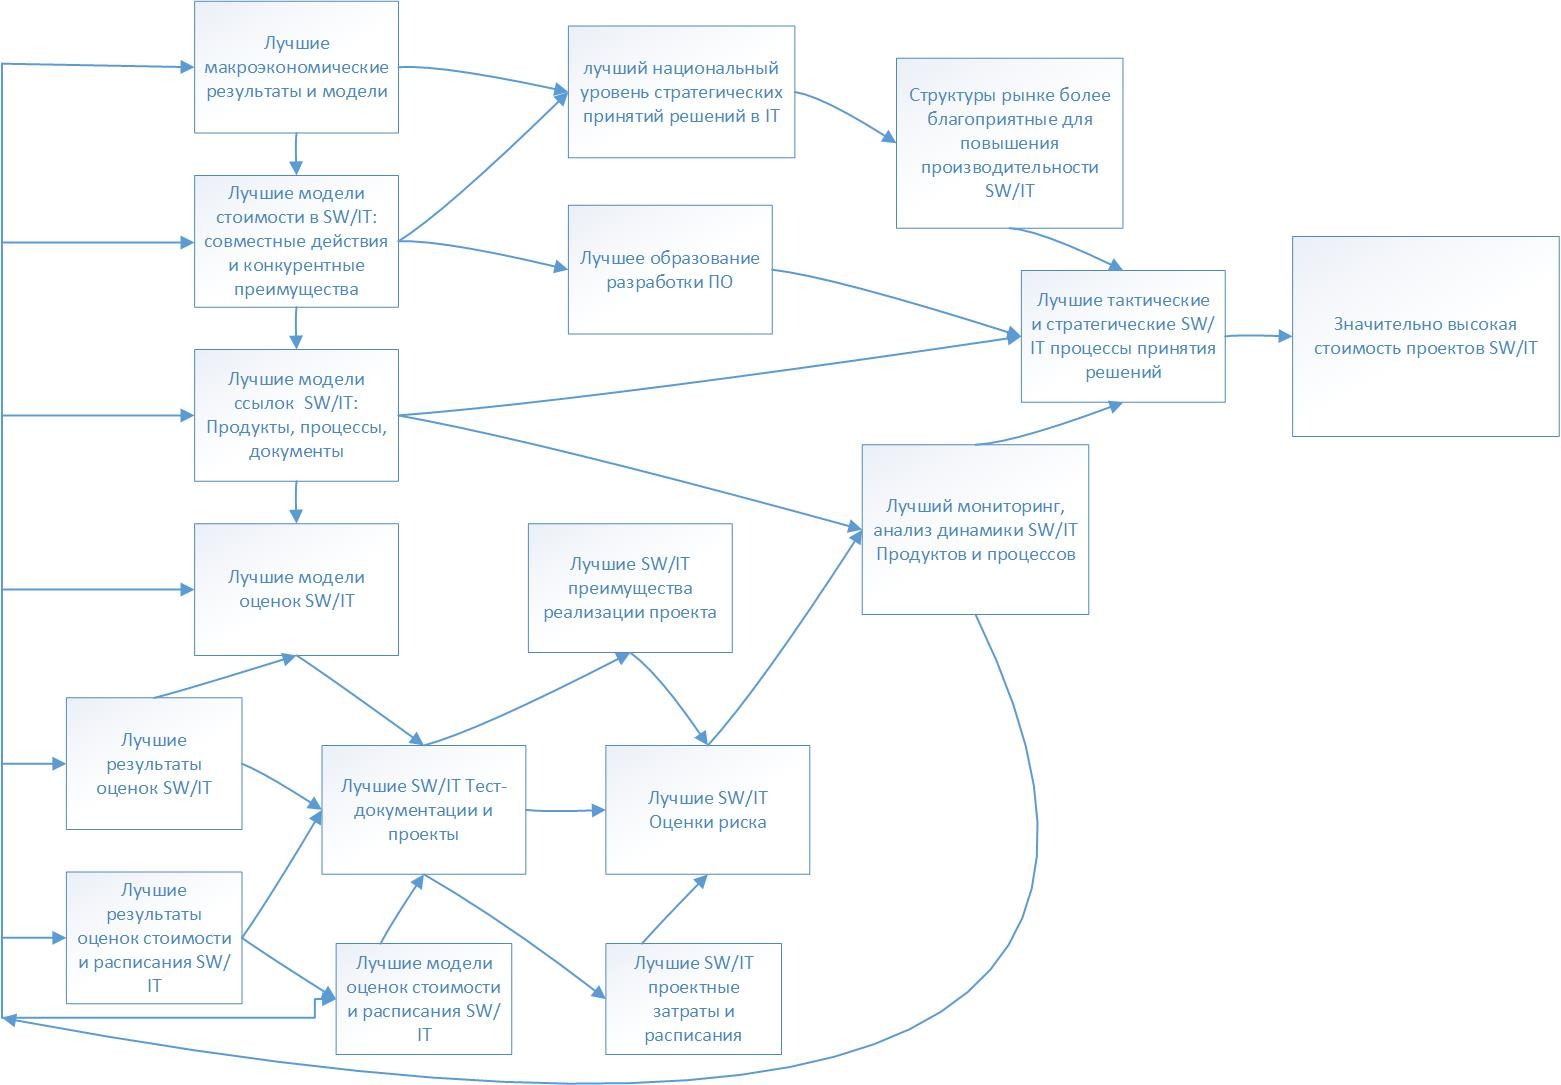 Лучшие
макроэкономические
результаты и модели
лучший национальный
уровень стратегических
принятий решений в IT
Структуры рынке более
благоприятные для
повышения
производительности
SW/IT
Лучшие модели
стоимости в SW/IT:
совместные действия
и конкурентные
преимущества
Лучшее образование
разработки ПО
Лучшие тактические
и стратегические SW/
IT процессы принятия
решений
Значительно высокая
стоимость проектов SW/IT
Лучшие модели
ссылок  SW/IT:
Продукты, процессы,
документы
Лучший мониторинг,
анализ динамики SW/IT
Продуктов и процессов
Лучшие модели
оценок SW/IT
Лучшие SW/IT
преимущества
реализации проекта
Лучшие
результаты
оценок SW/IT
Лучшие SW/IT Тест-
документации и
проекты
Лучшие SW/IT
Оценки риска
Лучшие
результаты
оценок стоимости
и расписания SW/
IT
Лучшие модели
оценок стоимости
и расписания SW/
IT
Лучшие SW/IT
проектные
затраты и
расписания